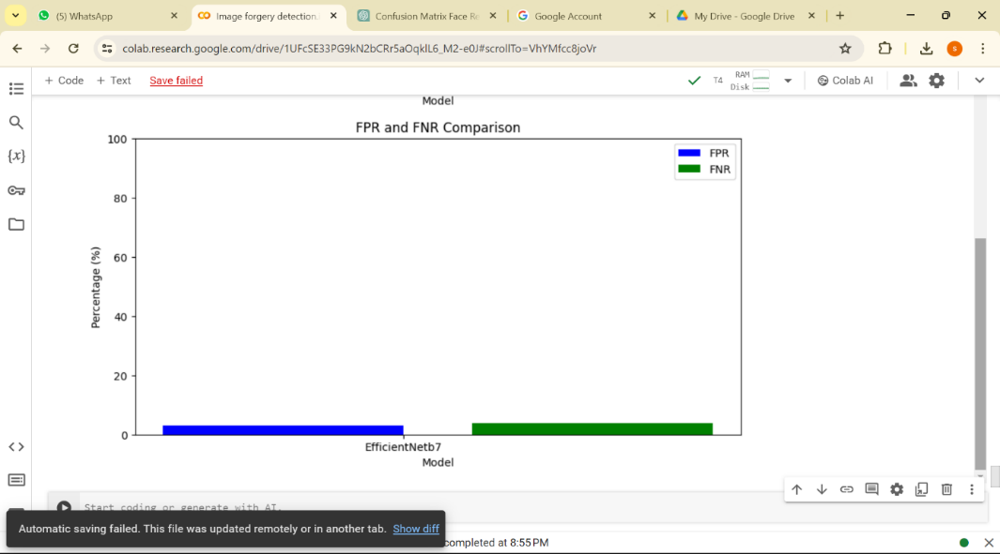 (5) WhatsApp
Image forgery detection.
Confusion Matrix Face Re
Google Account
My Drive - Google Drive
colab.research.google.com/drive/1UFcSE33PG9kN2bCRr5aOqklL6_M2-e0J#scrollTo=VhYMfcc8joVr
s
+ Code + Text Save failed
T4 RAM
Disk
Colab AI
{x}
Model
FPR and FNR Comparison
100
80
60
40
20
0
Percentage (%)
FPR
FNR
EfficientNetb7
Model
Start coding or generate with AI.
Automatic saving failed. This file was updated remotely or in another tab. Show diff
completed at 8:55 PM